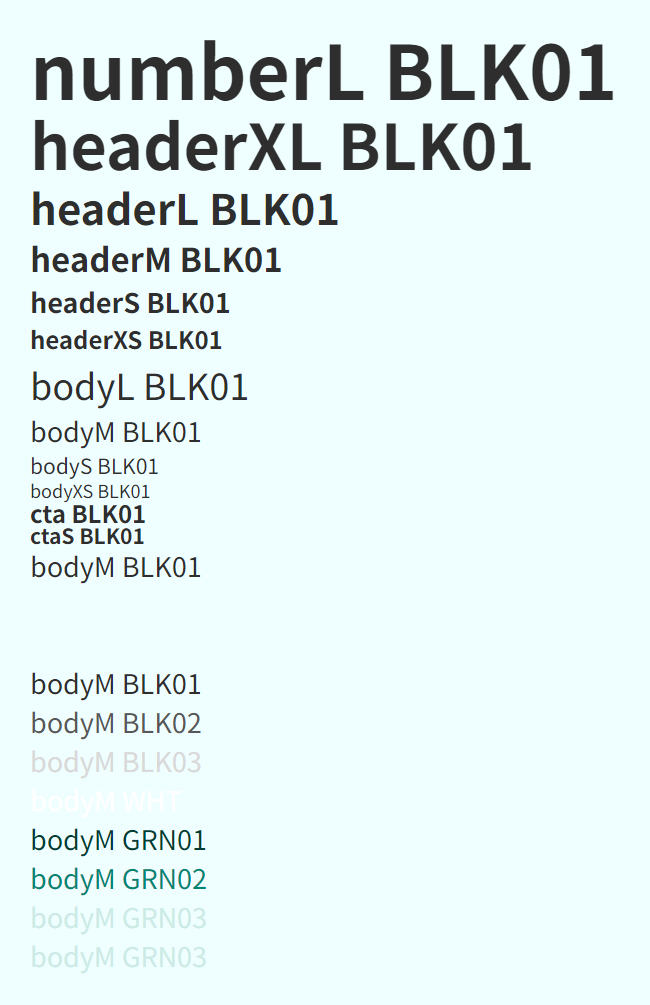 numberL BLK01
headerXL BLK01
headerL BLK01
headerM BLK01
headerS BLK01
headerXS BLK01
bodyL BLK01
bodyM BLK01
bodyS BLK01
bodyXS BLK01
cta BLK01
ctaS BLK01
bodyM BLK01
bodyM BLK01
bodyM BLK02
bodyM BLK03
bodyM WHT
bodyM GRN01
bodyM GRN02
bodyM GRN03
bodyM GRN03